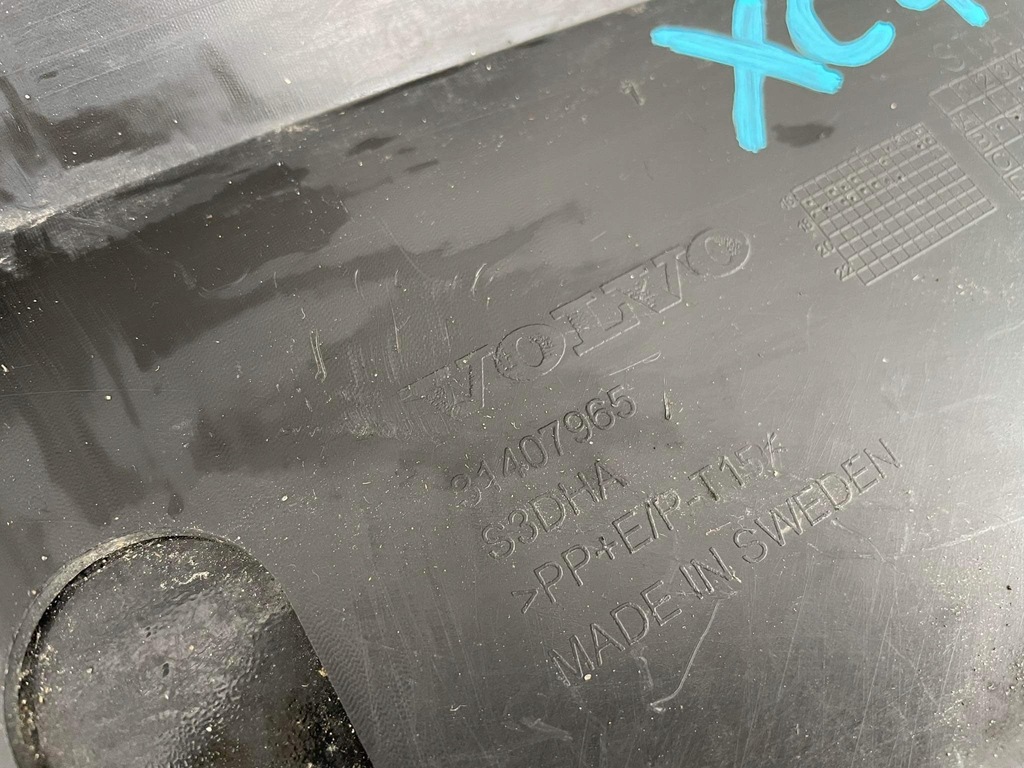 XC
VOLVO
31407965
S3DHA
>PP+E/P-T15<
MADE IN SWEDEN